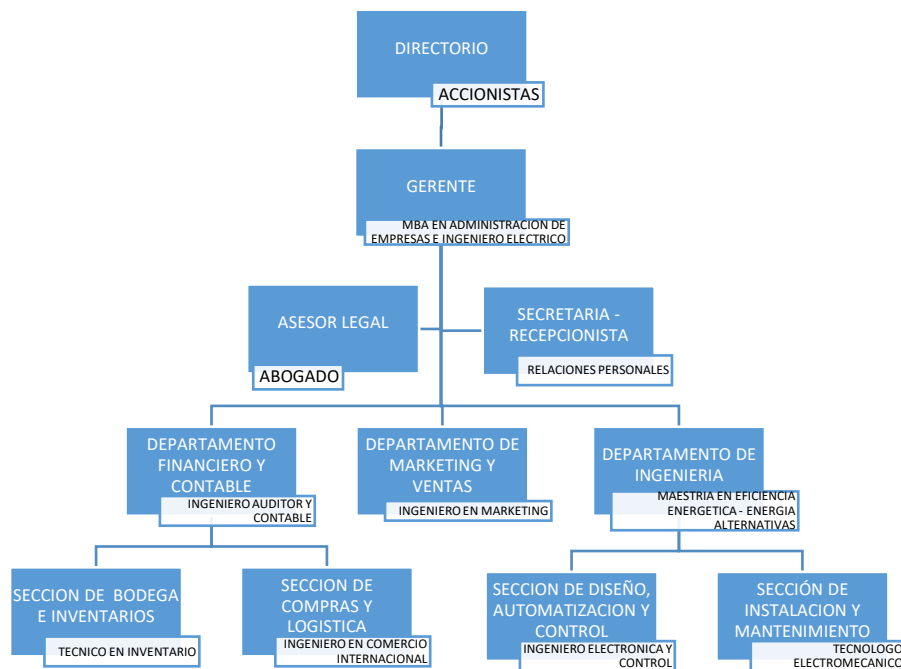 DIRECTORIO
ACCIONISTAS
GERENTE
MBA EN ADMINISTRACION DE
EMPRESAS E INGENIERO ELECTRICO
ASESOR LEGAL
ABOGADO
SECRETARIA -
RECEPCIONISTA
RELACIONES PERSONALES
DEPARTAMENTO
FINANCIERO Y
CONTABLE
INGENIERO AUDITOR Y
CONTABLE
DEPARTAMENTO DE
MARKETING Y
VENTAS
INGENIERO EN MARKETING
DEPARTAMENTO DE
INGENIERIA
MAESTRIA EN EFICIENCIA
ENERGETICA - ENERGIA
ALTERNATIVAS
SECCION DE BODEGA
E INVENTARIOS
TECNICO EN INVENTARIO
SECCION DE
COMPRAS Y
LOGISTICA
INGENIERO EN COMERCIO
INTERNACIONAL
SECCION DE DISEÑO,
AUTOMATIZACION Y
CONTROL
INGENIERO ELECTRONICA Y
CONTROL
SECCIÓN DE
INSTALACION Y
MANTENIMIENTO
TECNOLOGO
ELECTROMECANICO